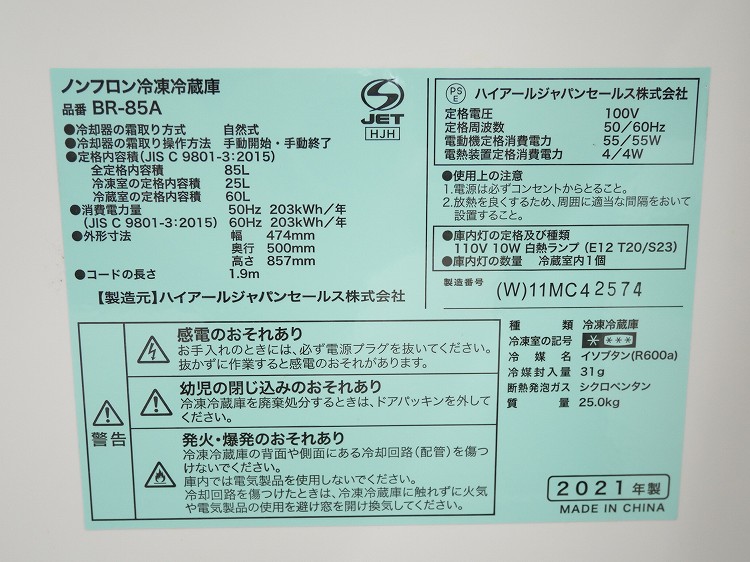 ノンフロン冷凍冷蔵庫
品番 BR-85A
JET
HJH
●冷却器の霜取り方式 自然式
●冷却器の霜取り操作方法 手動開始・手動終了
●定格内容積(JIS C 9801-3:2015)
全定格内容積 85L
冷凍室の定格内容積 25L
冷蔵室の定格内容積 60L
●消費電力量 50Hz 203kWh/年
(JIS C 9801-3:2015) 60Hz 203kWh/年
●外形寸法 幅 474mm
奥行 500mm
高さ 857mm
●コードの長さ 1.9m
【製造元】ハイアールジャパンセールス株式会社
PS
E
ハイアールジャパンセールス株式会社
定格電圧 100V
定格周波数 50/60Hz
電動機定格消費電力 55/55W
電熱装置定格消費電力 4/4W
●使用上の注意
1.電源は必ずコンセントからとること。
2.放熱を良くするため、周囲に適当な間隔をおいて
設置すること。
●庫内灯の定格及び種類
110V 10W 白熱ランプ (E12 T20/S23)
●庫内灯の数量 冷蔵室内1個
製造番号 (W)11MC42574
警告
感電のおそれあり
お手入れのときには、必ず電源プラグを抜いてください。
抜かずに作業すると感電のおそれがあります。
幼児の閉じ込みのおそれあり
冷凍冷蔵庫を廃棄処分するときは、ドアパッキンを外して
ください。
発火・爆発のおそれあり
冷凍冷蔵庫の背面や側面にある冷却回路(配管)を傷つ
けないでください。
庫内では電気製品を使用しないでください。
冷却回路を傷つけたときは、冷凍冷蔵庫に触れずに火気
や電気製品の使用を避け窓を開け換気してください。
種類 冷凍冷蔵庫
冷凍室の記号 * ***
冷媒名 イソブタン(R600a)
冷媒封入量 31g
断熱発泡ガス シクロペンタン
質量 25.0kg
2021年製
MADE IN CHINA